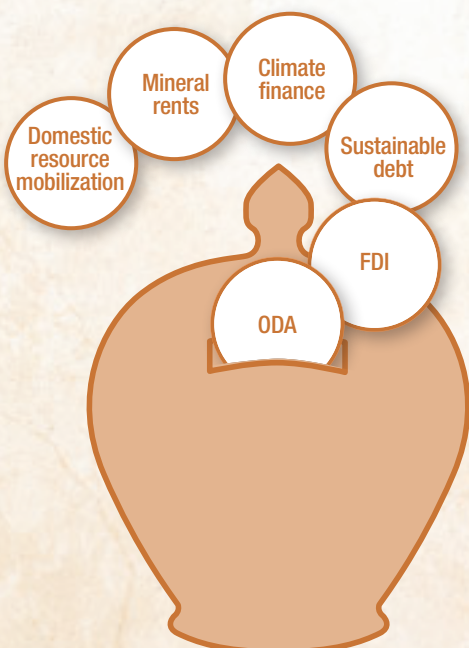 Domestic
resource
mobilization
Mineral
rents
Climate
finance
Sustainable
debt
FDI
ODA